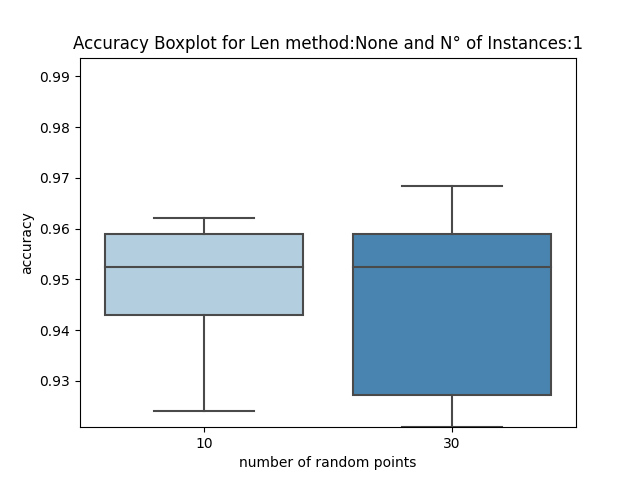 Accuracy Boxplot for Len method:None and N° of Instances:1
0.99
0.98
0.97
0.96
0.95
0.94
0.93
accuracy
10 30
number of random points